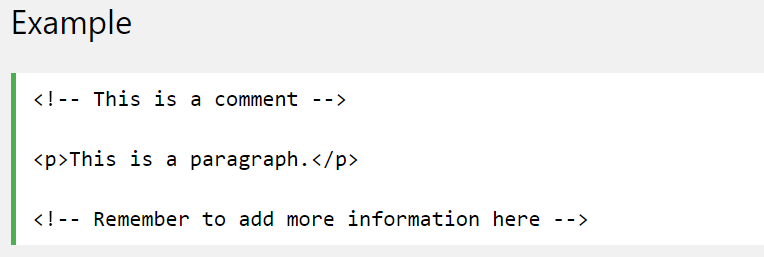 Example
<!-- This is a comment -->
<p>This is a paragraph.</p>
<!-- Remember to add more information here -->